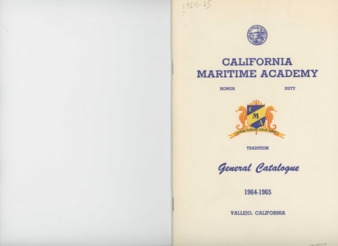 1964-65
CALIFORNIA
MARITIME ACADEMY
HONOR DUTY
C
M
A
TRADITION
General Catalogue
1964-1965
VALLEJO, CALIFORNIA